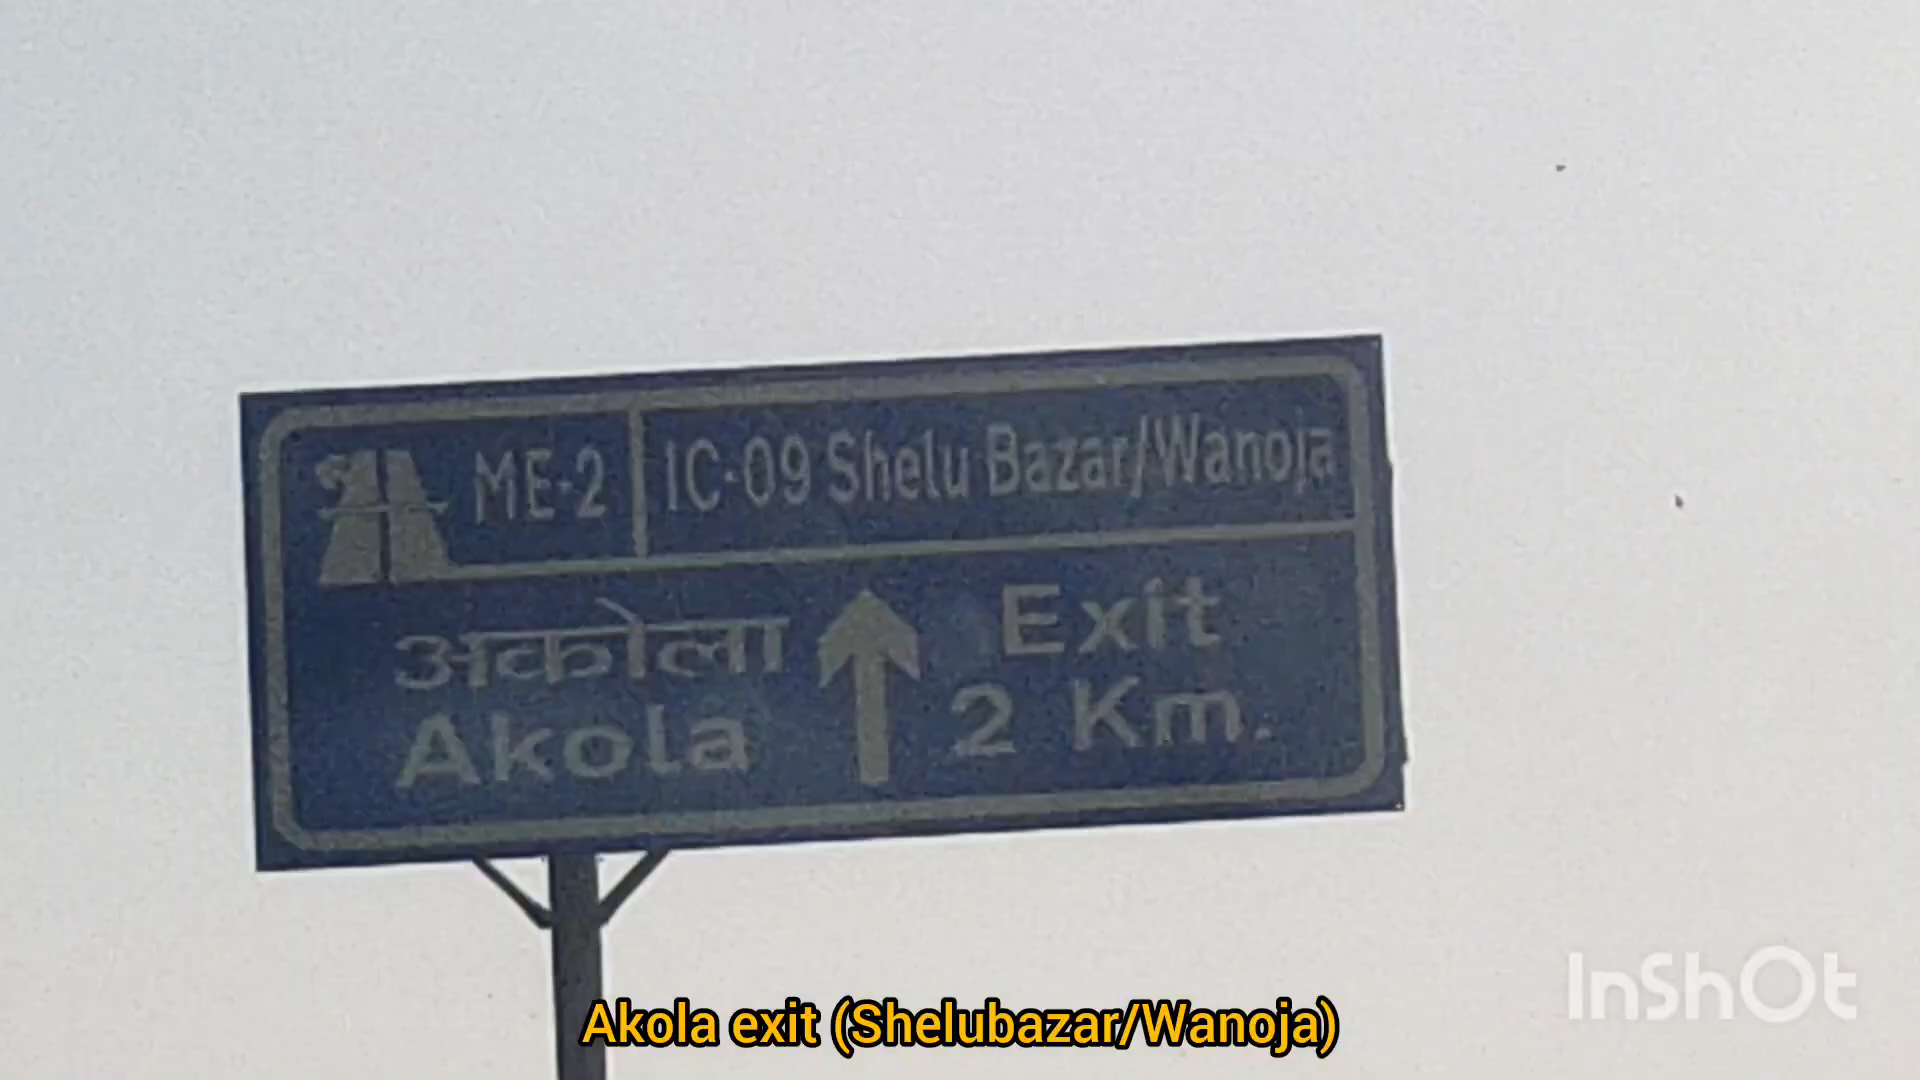 ME-2
IC-09 Shelu Bazar/Wanoja
अकोला
Akola
Exit
2 Km.
Akola exit (Shelubazar/Wanoja)
InShOt